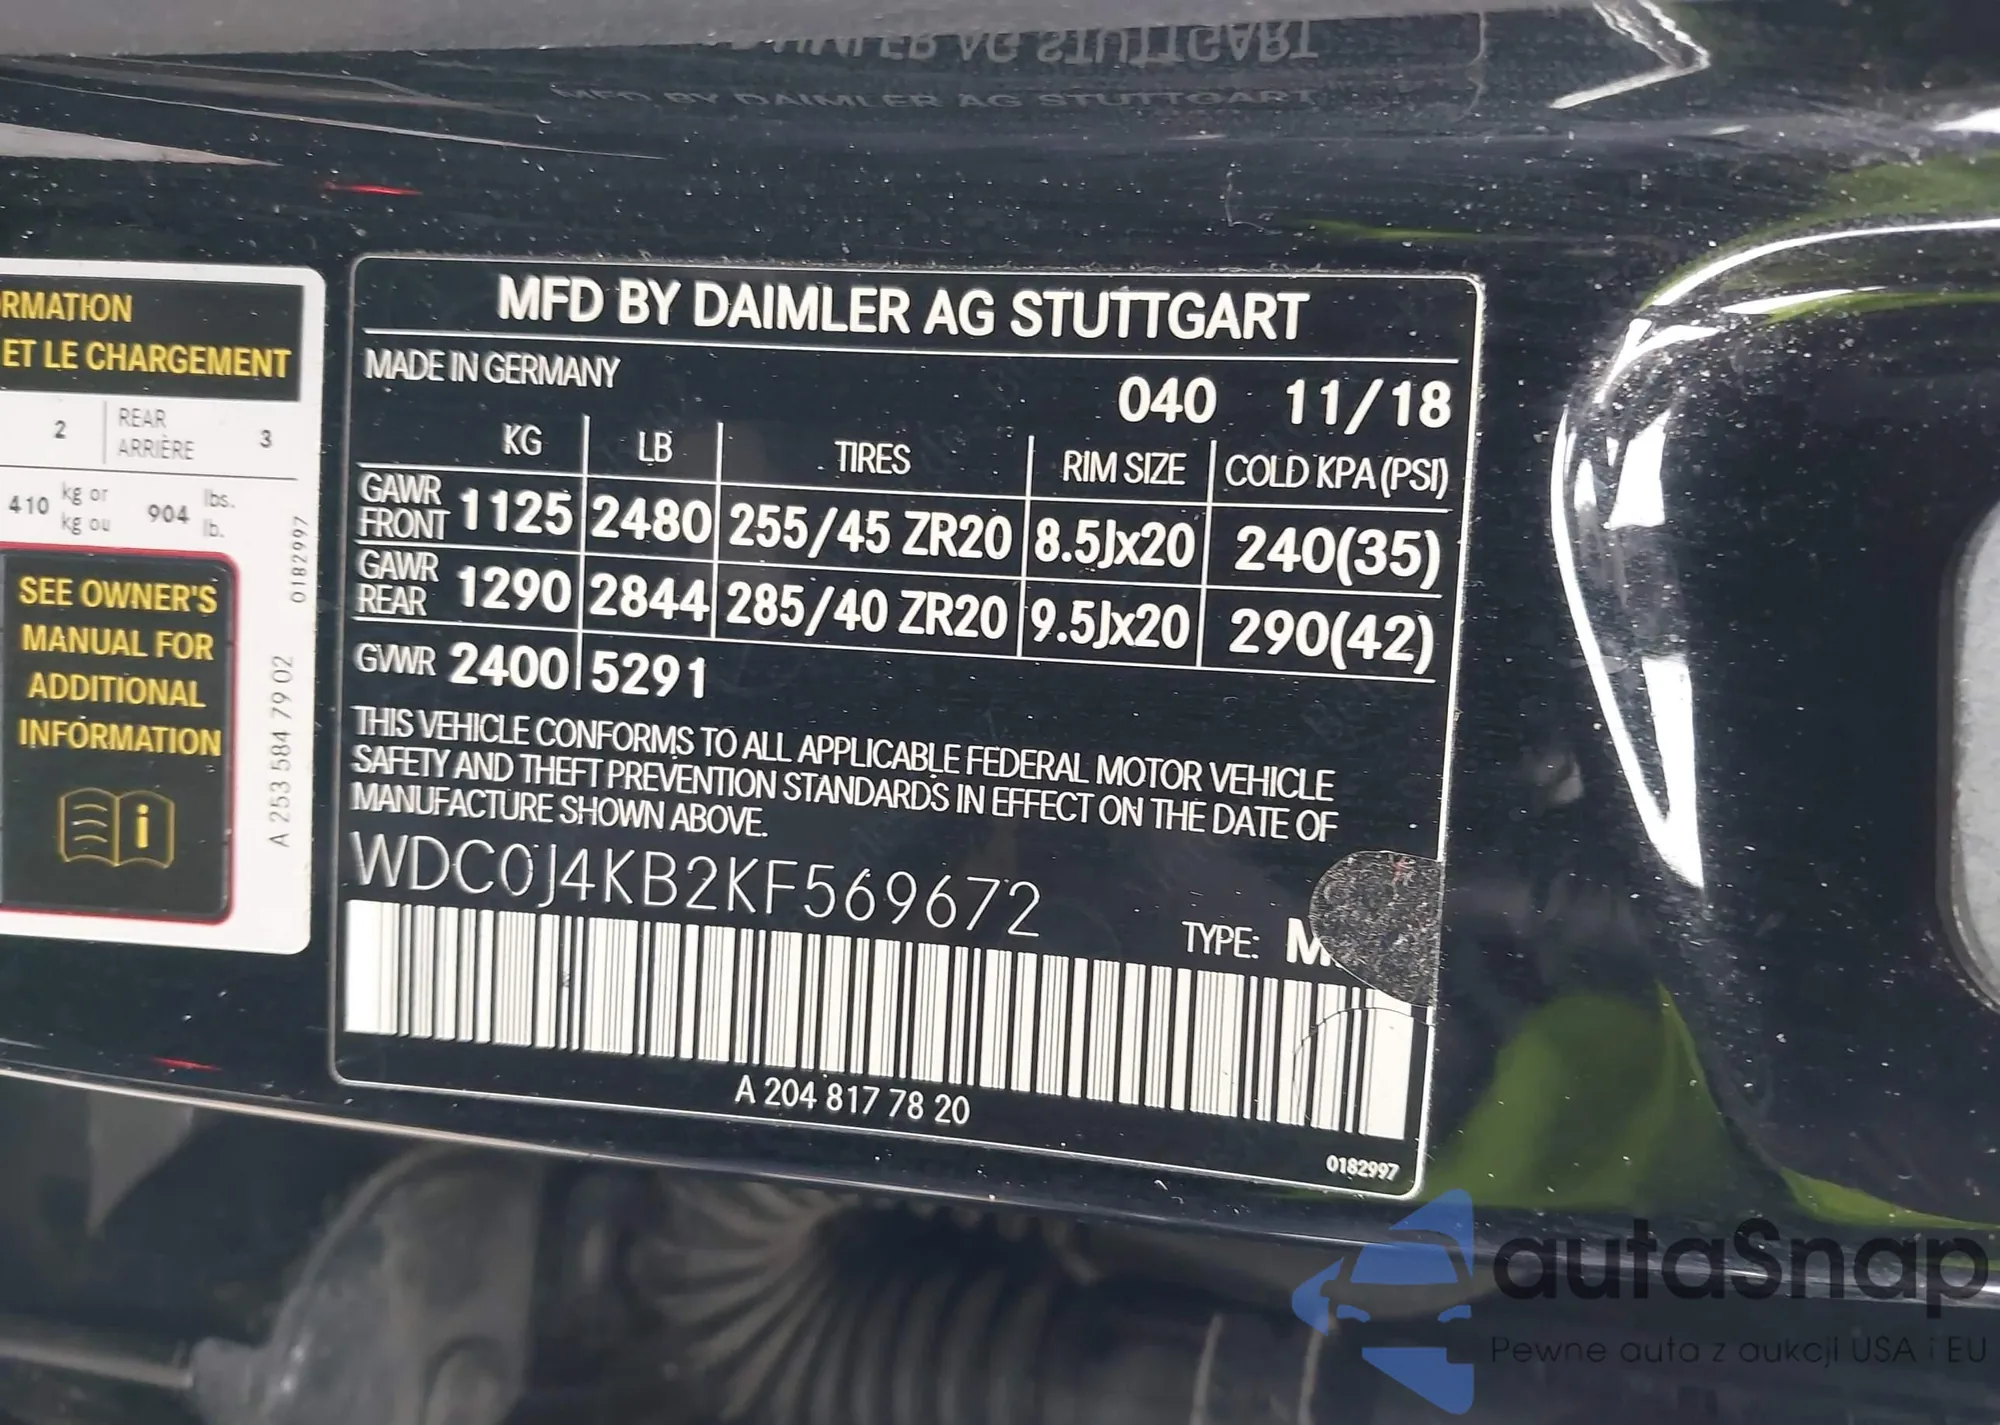 RMATION
ET LE CHARGEMENT
2 REAR ARRIÈRE 3
410 kg or kg ou 904 lbs. lb.
SEE OWNER'S
MANUAL FOR
ADDITIONAL
INFORMATION
i
0182997
A 253 584 79 02
MFD BY DAIMLER AG STUTTGART
MADE IN GERMANY
040 11/18
KG LB TIRES RIM SIZE COLD KPA (PSI)
GAWR FRONT 1125 2480 255/45 ZR20 8.5Jx20 240(35)
GAWR REAR 1290 2844 285/40 ZR20 9.5Jx20 290(42)
GVWR 2400 5291
THIS VEHICLE CONFORMS TO ALL APPLICABLE FEDERAL MOTOR VEHICLE
SAFETY AND THEFT PREVENTION STANDARDS IN EFFECT ON THE DATE OF
MANUFACTURE SHOWN ABOVE.
WDC0J4KB2KF569672
TYPE: M
A 204 817 78 20
0182997
autaSnap
Pewne auta z aukcji USA i EU